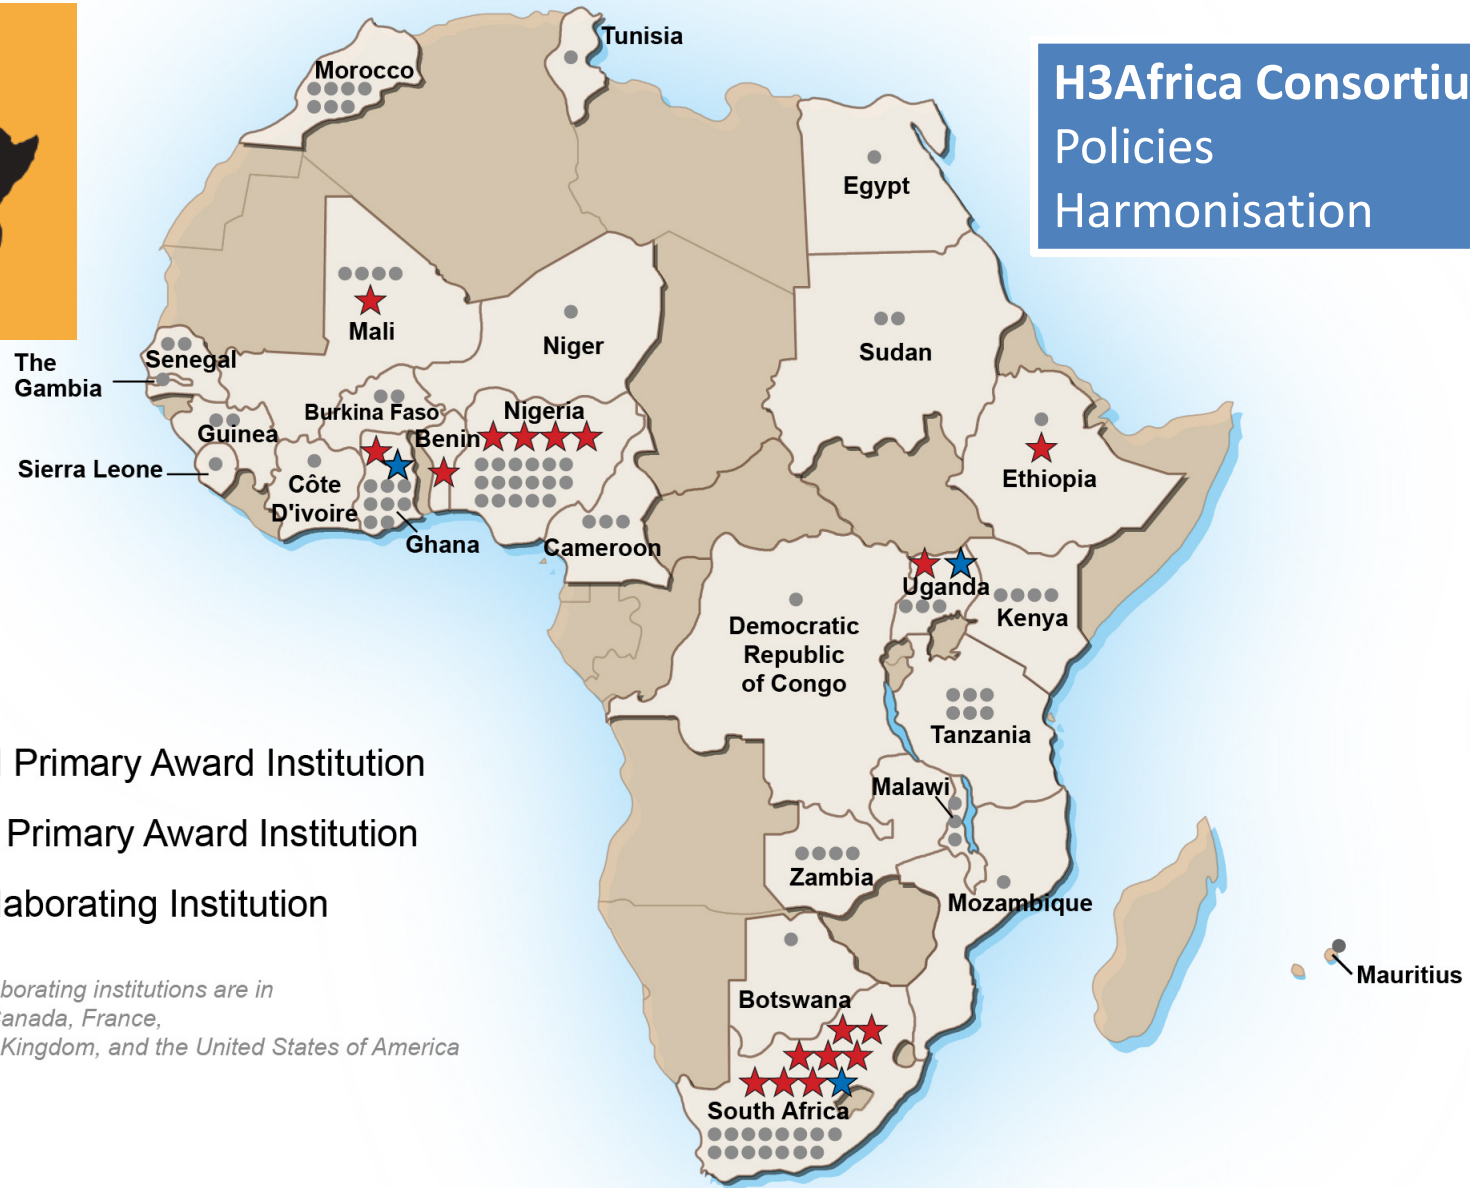 Tunisia
Morocco
H3Africa Consortiu
Policies
Harmonisation
Egypt
Mali
Niger
Sudan
The
Gambia
Senegal
Burkina Faso
Nigeria
Guinea
Benin
Sierra Leone
Côte
D'ivoire
Ethiopia
Ghana
Cameroon
Uganda
Kenya
Democratic
Republic
of Congo
Tanzania
Primary Award Institution
Malawi
Primary Award Institution
Zambia
laborating Institution
Mozambique
Mauritius
borating institutions are in
anada, France,
Kingdom, and the United States of America
Botswana
South Africa